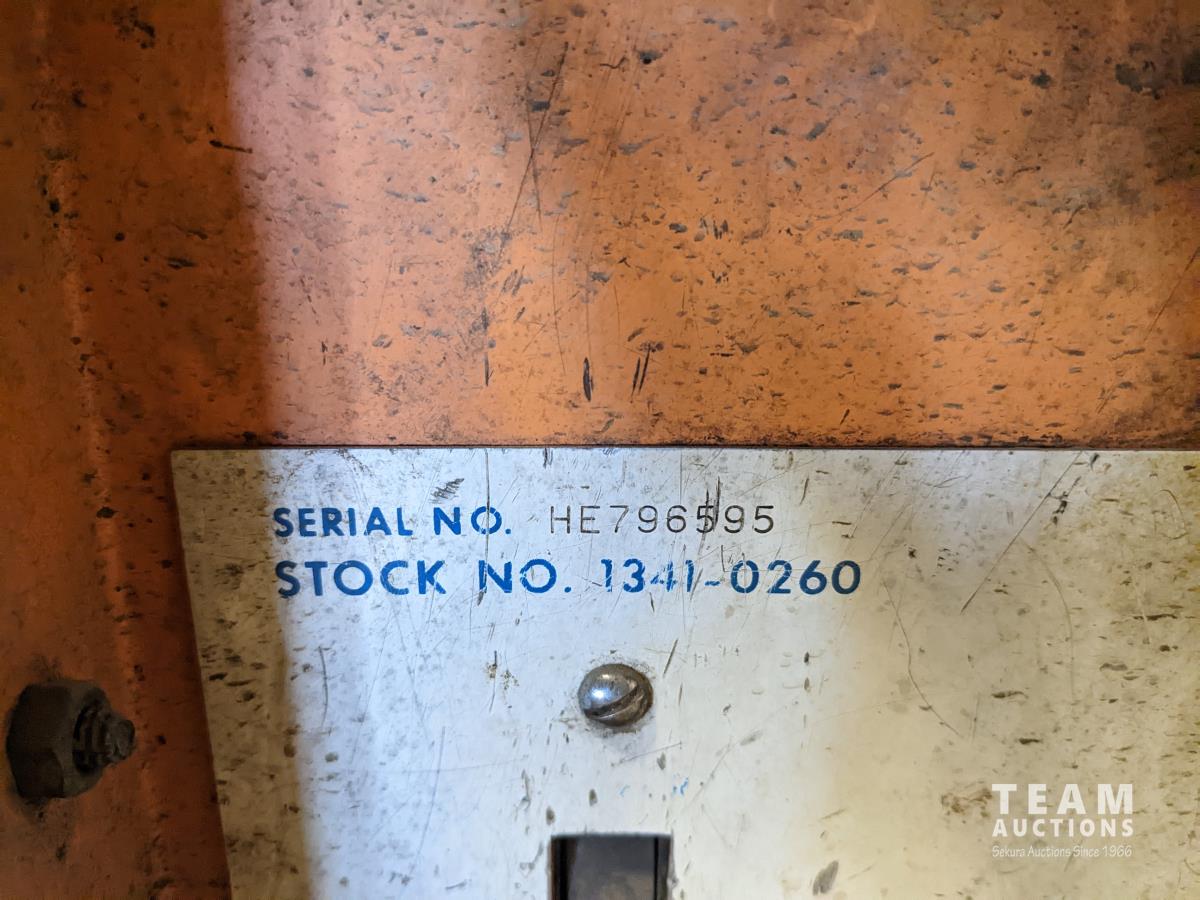 SERIAL NO. HE796595
STOCK NO. 1341-0260
TEAM
AUCTIONS
Sekura Auctions Since 1966